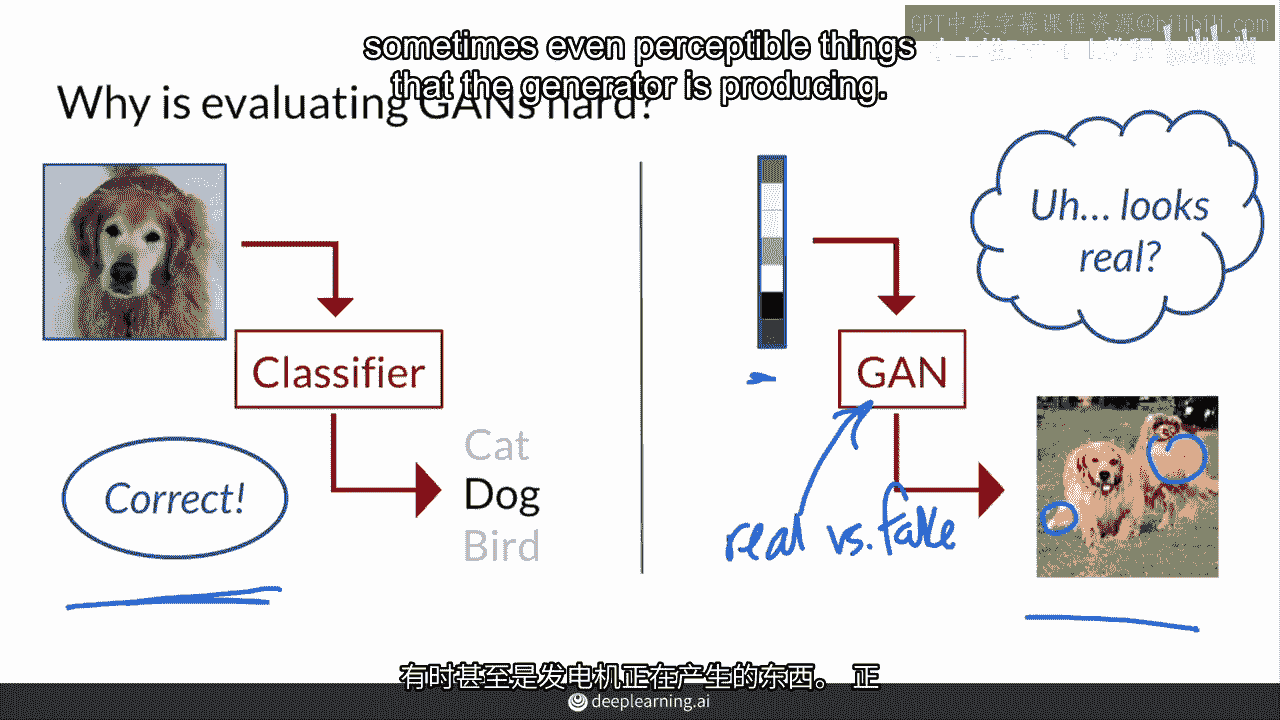 GPT中英字幕课程资源@bilibili.com
sometimes even perceptible things
that the generator is producing.
Why is evaluating GANs hard?
Uh... looks
real?
Classifier
GAN
Correct!
Cat
Dog
Bird
real vs. fake
有时甚至是发电机正在产生的东西。 正
deeplearning.ai